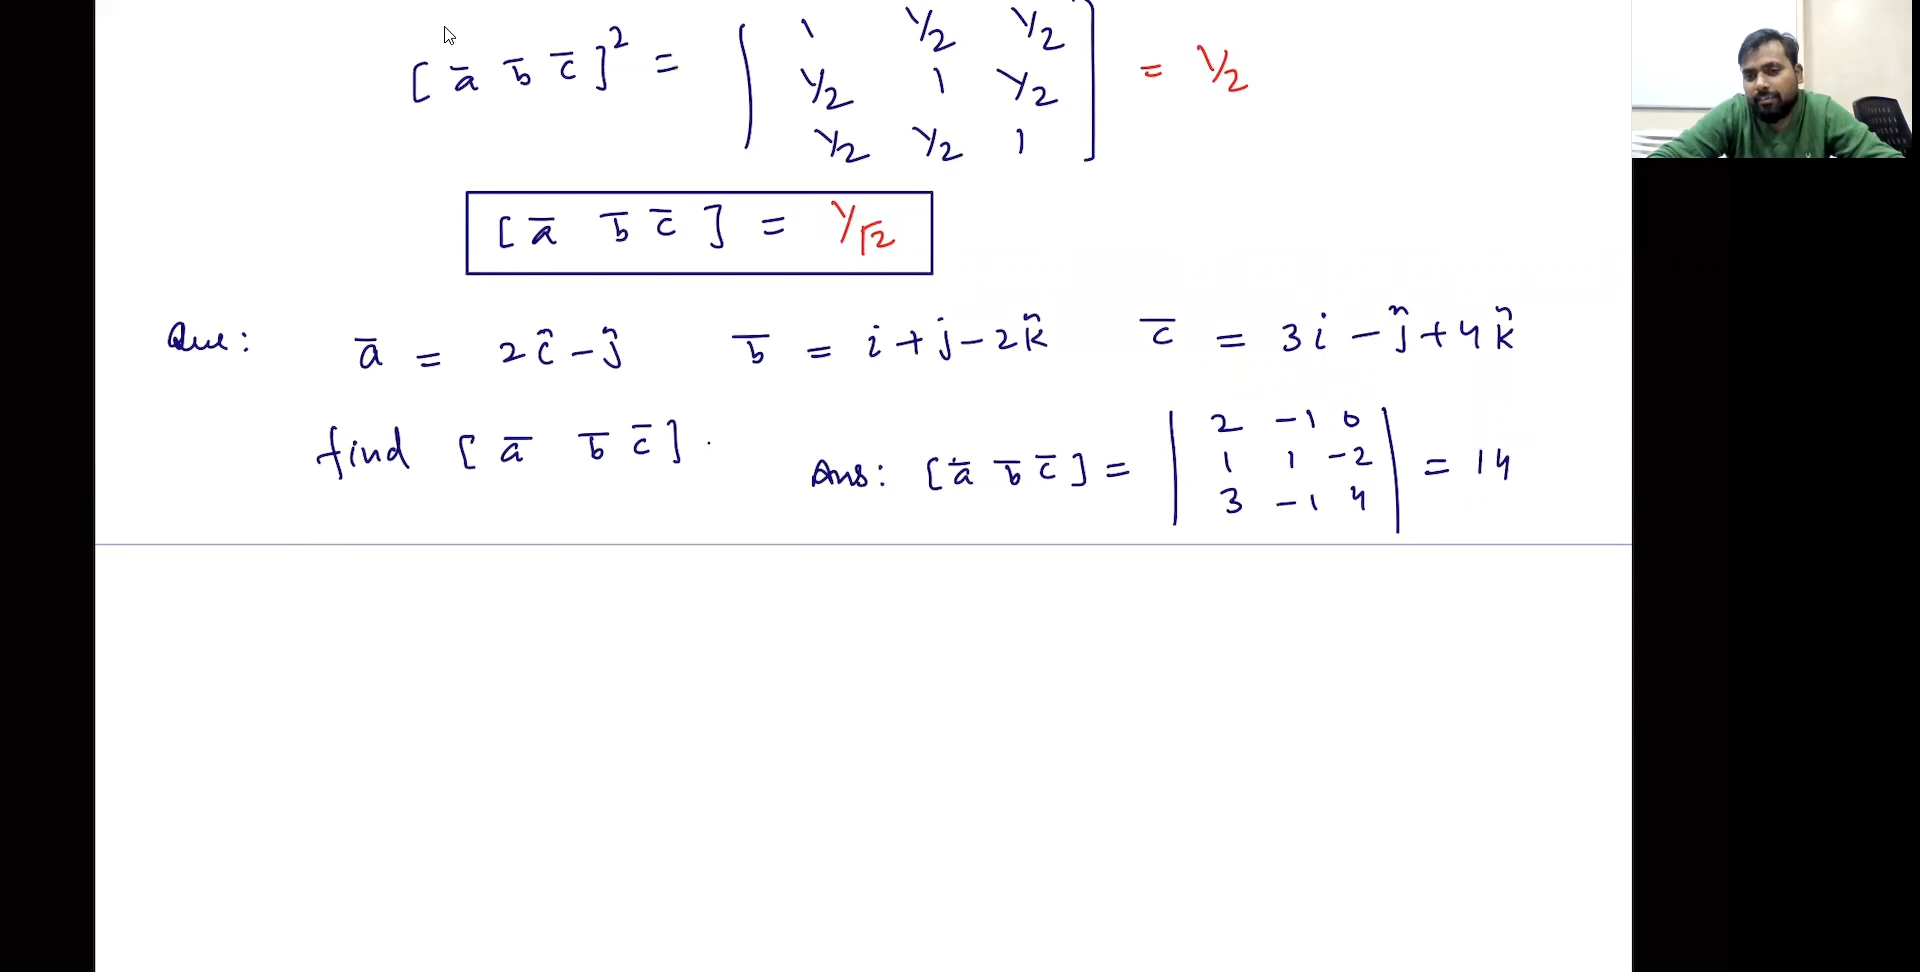 [ā b̄ c̄]² = | 1 ½ ½ | = ½
| ½ 1 ½ |
| ½ ½ 1 |
[ā b̄ c̄] = 1/√2
Que: ā = 2î - ĵ b̄ = i + j - 2k̂ c̄ = 3i - ĵ + 4k̂
find [ā b̄ c̄].
Ans: [ā b̄ c̄] = | 2 -1 0 | = 14
| 1 1 -2 |
| 3 -1 4 |